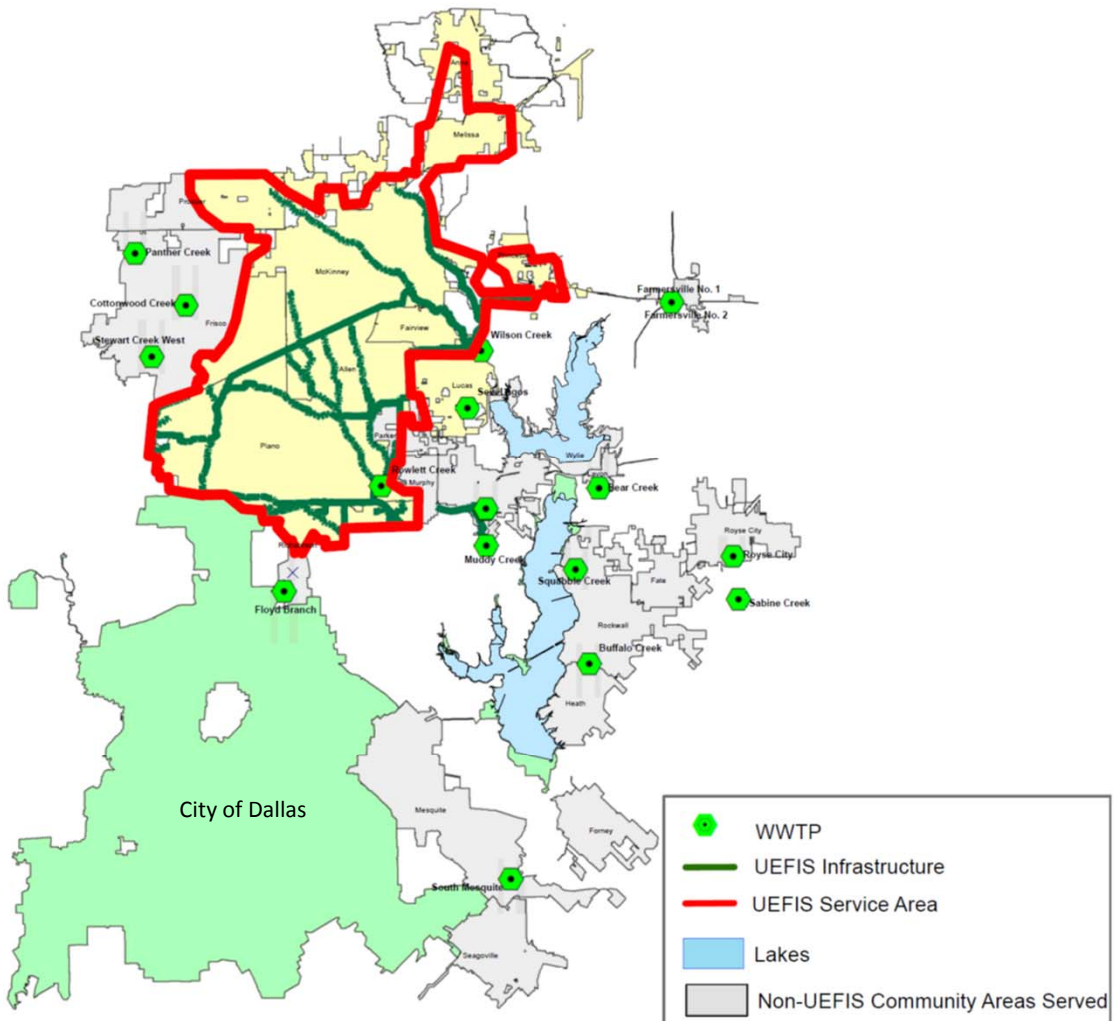 Anna
Melissa
Prosper
Panther Creek
McKinney
Princeton
Farmersville No. 1
Cottonwood Creek
Farmersville No. 2
Frisco
Fairview
Stewart Creek West
Wilson Creek
Allen
Lucas
Parker
Plano
Wylie
Rowlett Creek
Murphy
Bear Creek
Royse City
Muddy Creek
Royse City
Squabble Creek
Fate
Floyd Branch
Sabine Creek
Rockwall
Buffalo Creek
Heath
City of Dallas
Mesquite
Forney
South Mesquite
Seagoville
WWTP
UEFIS Infrastructure
UEFIS Service Area
Lakes
Non-UEFIS Community Areas Served